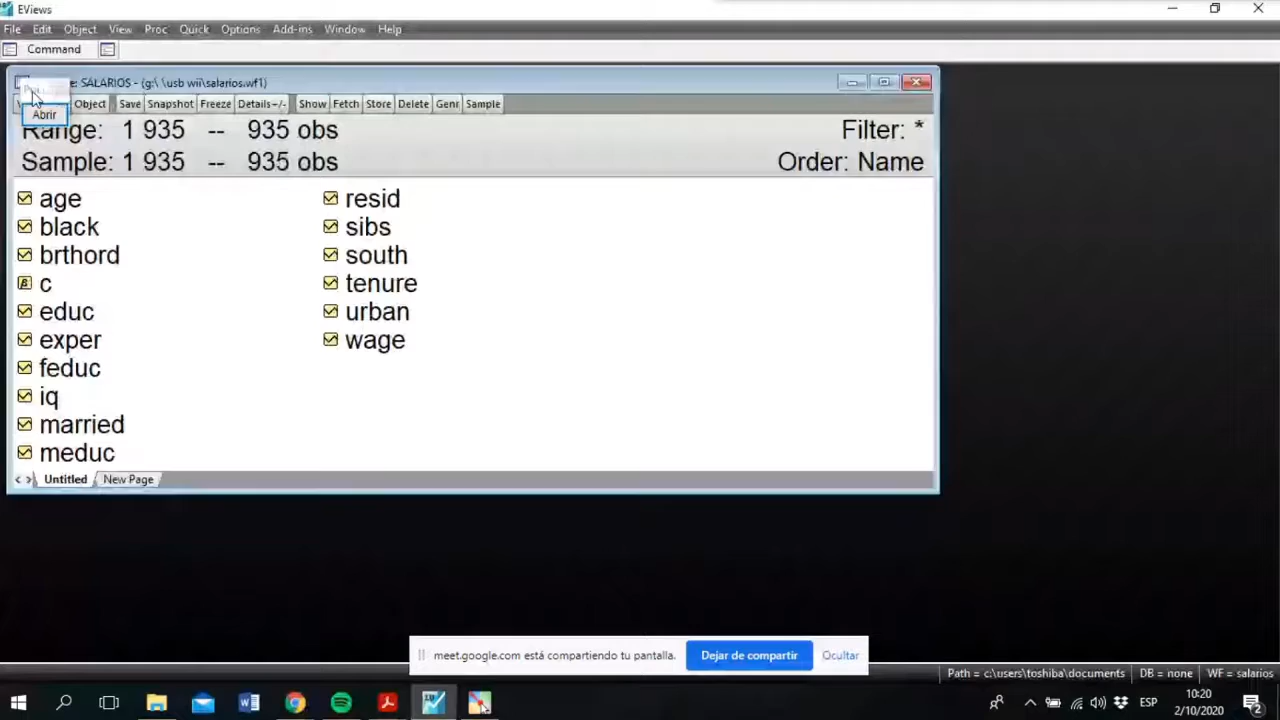 EViews
File Edit Object View Proc Quick Options Add-ins Window Help
Command
e: SALARIOS - (g:\ \usb wii\salarios.wf1)
Object Save Snapshot Freeze Details+/- Show Fetch Store Delete Genr Sample
Abrir
Range: 1 935 -- 935 obs Filter: *
Sample: 1 935 -- 935 obs Order: Name
age resid
black sibs
brthord south
c tenure
educ urban
exper wage
feduc
iq
married
meduc
Untitled New Page
meet.google.com está compartiendo tu pantalla. Dejar de compartir Ocultar
Path = c:\users\toshiba\documents DB = none WF = salarios
ESP 10:20
2/10/2020 2